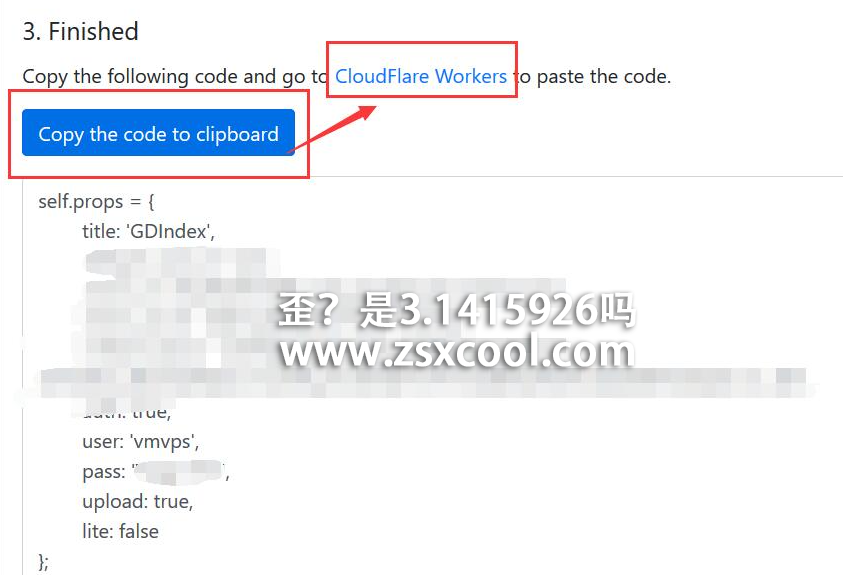 3. Finished
Copy the following code and go to CloudFlare Workers to paste the code.
Copy the code to clipboard
self.props = {
title: 'GDIndex',
歪？是3.1415926吗
www.zsxcool.com
auth: true,
user: 'vmvps',
pass: '
',
upload: true,
lite: false
};